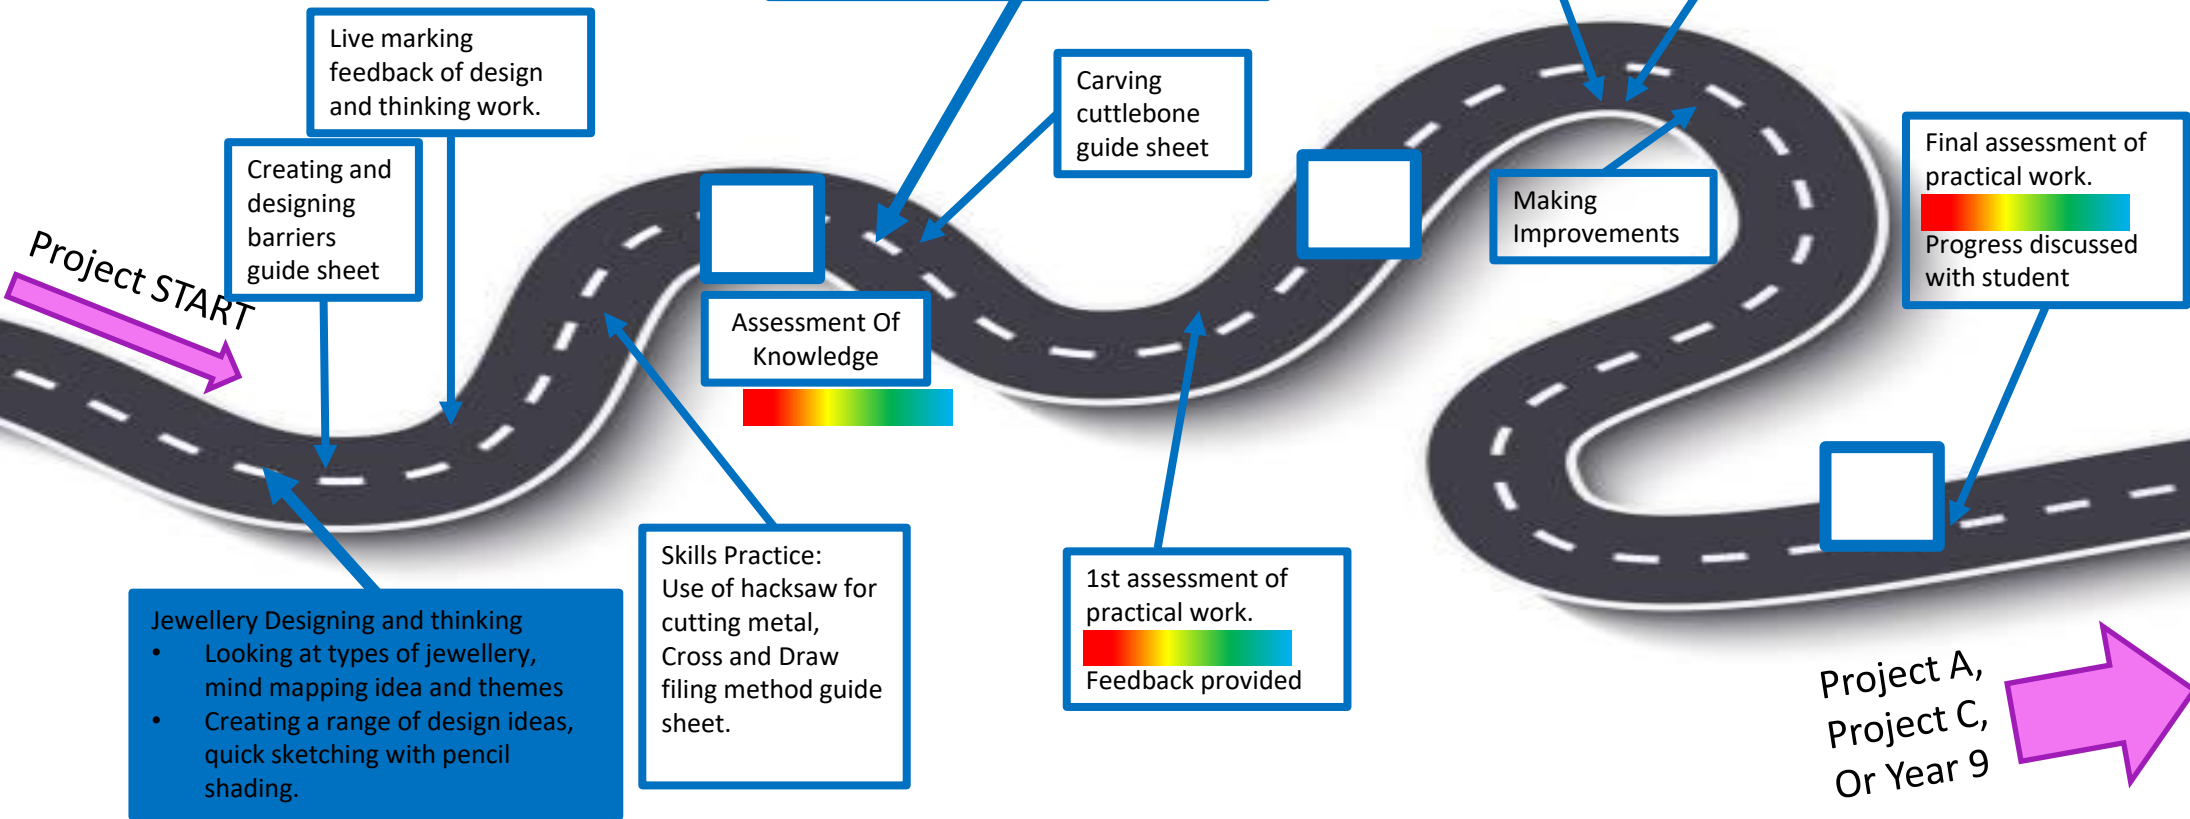 Live marking
feedback of design
and thinking work.
Creating and
designing
barriers
guide sheet
Project START
Carving
cuttlebone
guide sheet
Making
Improvements
Final assessment of
practical work.
Progress discussed
with student
Assessment Of
Knowledge
Jewellery Designing and thinking
• Looking at types of jewellery,
mind mapping idea and themes
• Creating a range of design ideas,
quick sketching with pencil
shading.
Skills Practice:
Use of hacksaw for
cutting metal,
Cross and Draw
filing method guide
sheet.
1st assessment of
practical work.
Feedback provided
Project A,
Project C,
Or Year 9